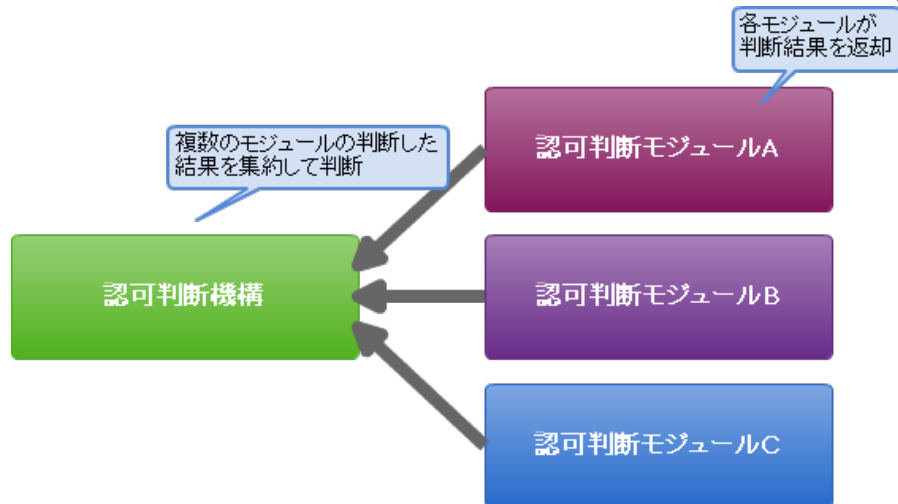 各モジュールが
判断結果を返却
複数のモジュールの判断した
結果を集約して判断
認可判断モジュールA
認可判断機構
認可判断モジュールB
認可判断モジュールC